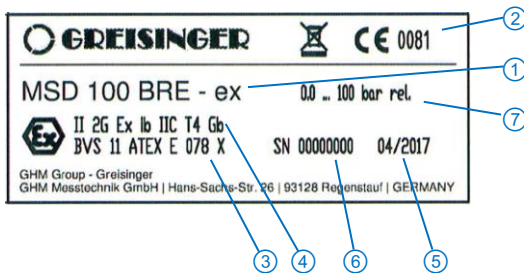 GREISINGER CE 0081
2
MSD 100 BRE - ex 0.0 ... 100 bar rel.
1
7
Ex II 2G Ex Ib IIC T4 Gb
BVS 11 ATEX E 078 X SN 00000000 04/2017
GHM Group - Greisinger
GHM Messtechnik GmbH | Hans-Sachs-Str. 26 | 93128 Regenstauf | GERMANY
3 4 6 5